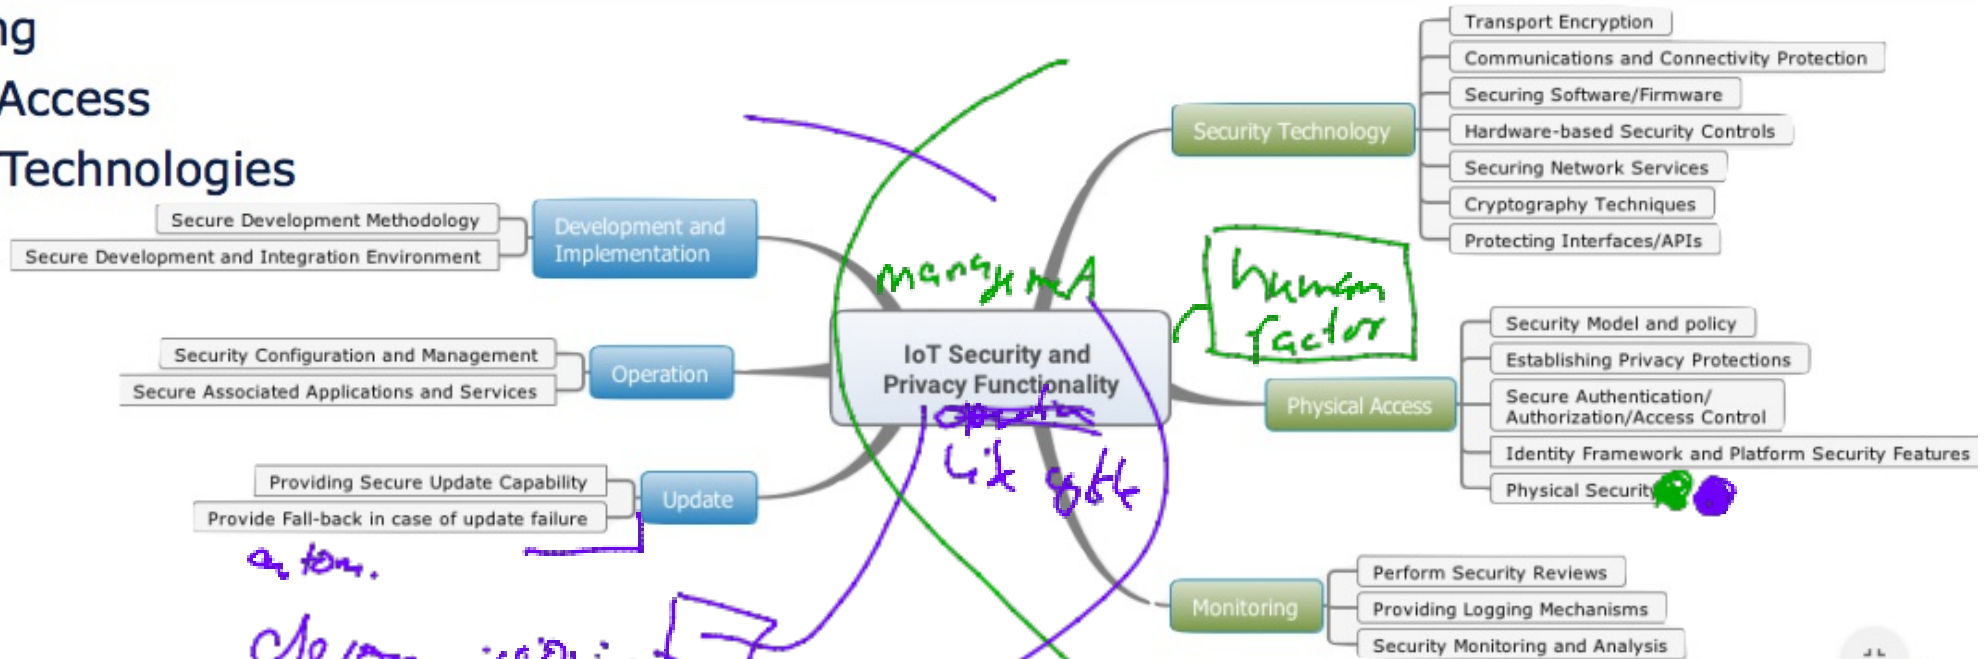 ng
Access
Technologies
Secure Development Methodology
Secure Development and Integration Environment
Development and
Implementation
Security Configuration and Management
Secure Associated Applications and Services
Operation
Providing Secure Update Capability
Provide Fall-back in case of update failure
Update
autom.
IoT Security and
Privacy Functionality
Security Technology
Transport Encryption
Communications and Connectivity Protection
Securing Software/Firmware
Hardware-based Security Controls
Securing Network Services
Cryptography Techniques
Protecting Interfaces/APIs
human
factor
Physical Access
Security Model and policy
Establishing Privacy Protections
Secure Authentication/
Authorization/Access Control
Identity Framework and Platform Security Features
Physical Security
Monitoring
Perform Security Reviews
Providing Logging Mechanisms
Security Monitoring and Analysis